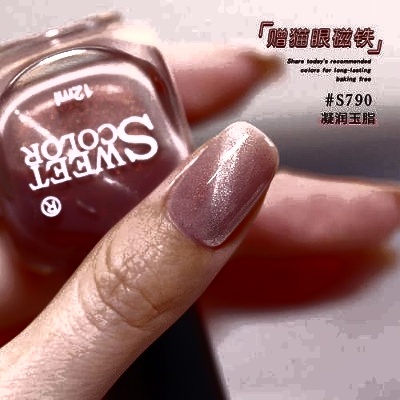 「赠猫眼磁铁」
Share today's recommended
colors for long-lasting
baking free
#S790
凝润玉脂
12ml
SWEET
COLOR
®